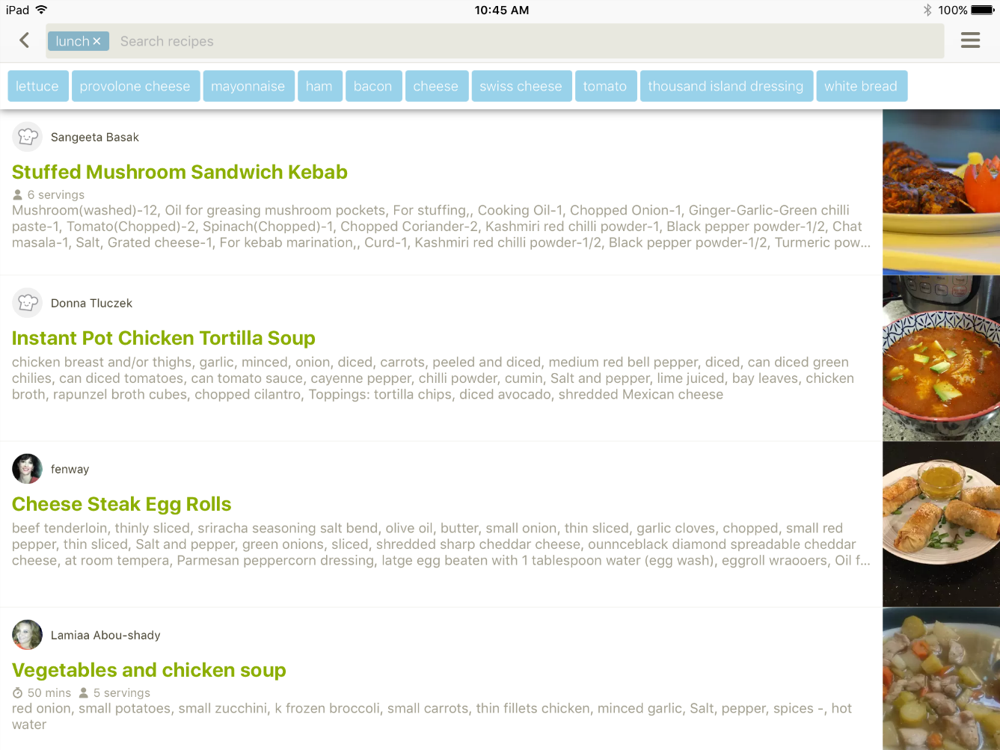 iPad 10:45 AM 100%
lunch × Search recipes
lettuce provolone cheese mayonnaise ham bacon cheese swiss cheese tomato thousand island dressing white bread
Sangeeta Basak
Stuffed Mushroom Sandwich Kebab
6 servings
Mushroom(washed)-12, Oil for greasing mushroom pockets, For stuffing,, Cooking Oil-1, Chopped Onion-1, Ginger-Garlic-Green chilli
paste-1, Tomato(Chopped)-2, Spinach(Chopped)-1, Chopped Coriander-2, Kashmiri red chilli powder-1, Black pepper powder-1/2, Chat
masala-1, Salt, Grated cheese-1, For kebab marination,, Curd-1, Kashmiri red chilli powder-1/2, Black pepper powder-1/2, Turmeric pow...
Donna Tluczek
Instant Pot Chicken Tortilla Soup
chicken breast and/or thighs, garlic, minced, onion, diced, carrots, peeled and diced, medium red bell pepper, diced, can diced green
chilies, can diced tomatoes, can tomato sauce, cayenne pepper, chilli powder, cumin, Salt and pepper, lime juiced, bay leaves, chicken
broth, rapunzel broth cubes, chopped cilantro, Toppings: tortilla chips, diced avocado, shredded Mexican cheese
fenway
Cheese Steak Egg Rolls
beef tenderloin, thinly sliced, sriracha seasoning salt bend, olive oil, butter, small onion, thin sliced, garlic cloves, chopped, small red
pepper, thin sliced, Salt and pepper, green onions, sliced, shredded sharp cheddar cheese, ounnceblack diamond spreadable cheddar
cheese, at room tempera, Parmesan peppercorn dressing, latge egg beaten with 1 tablespoon water (egg wash), eggroll wraooers, Oil f...
Lamiaa Abou-shady
Vegetables and chicken soup
50 mins 5 servings
red onion, small potatoes, small zucchini, k frozen broccoli, small carrots, thin fillets chicken, minced garlic, Salt, pepper, spices -, hot
water